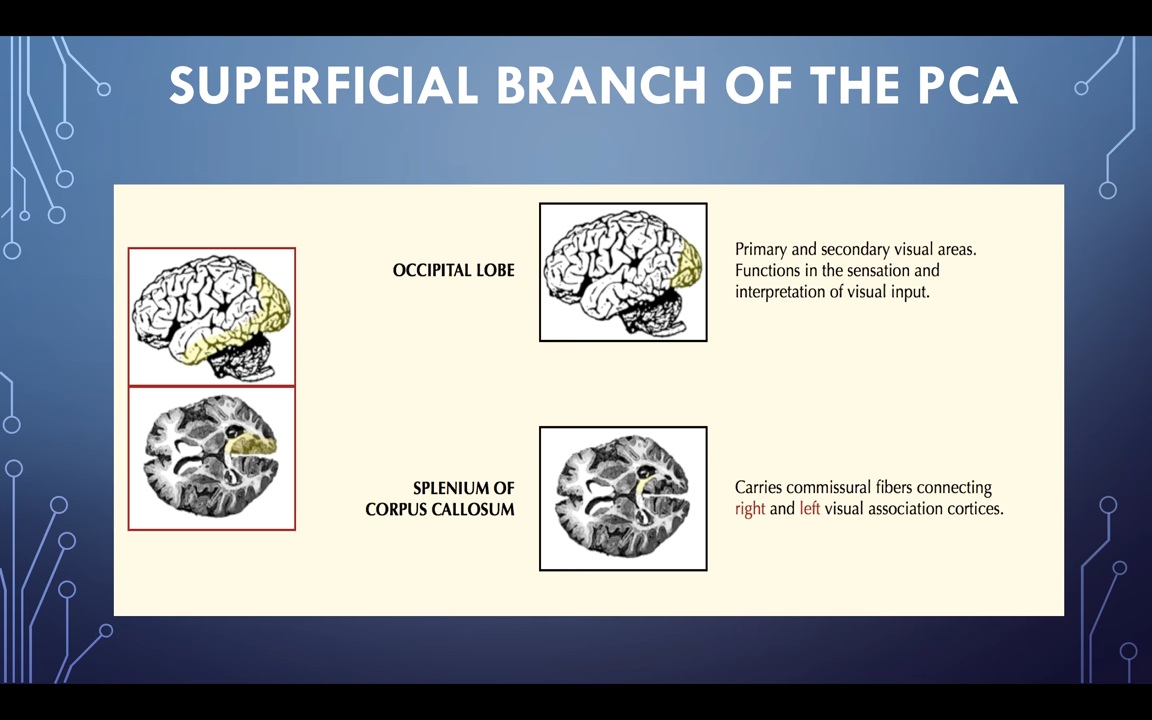 SUPERFICIAL BRANCH OF THE PCA
OCCIPITAL LOBE
Primary and secondary visual areas.
Functions in the sensation and
interpretation of visual input.
SPLENIUM OF
CORPUS CALLOSUM
Carries commissural fibers connecting
right and left visual association cortices.